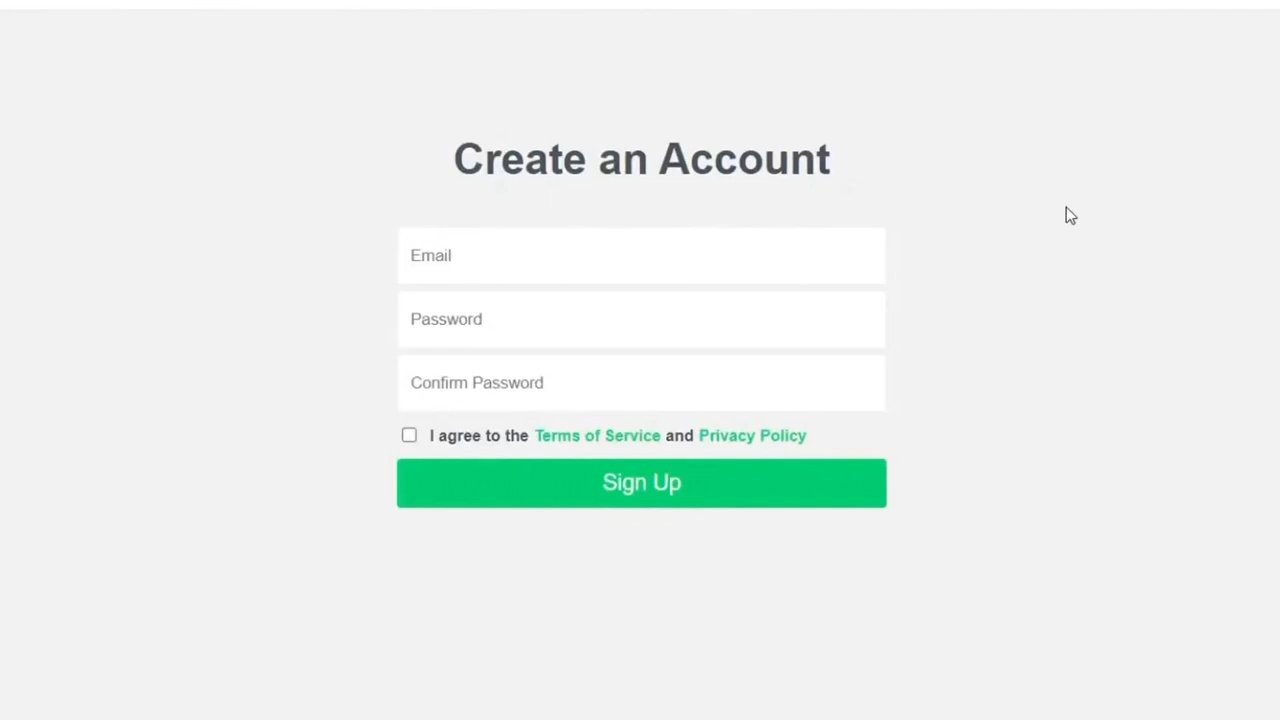 Create an Account
Email
Password
Confirm Password
I agree to the Terms of Service and Privacy Policy
Sign Up